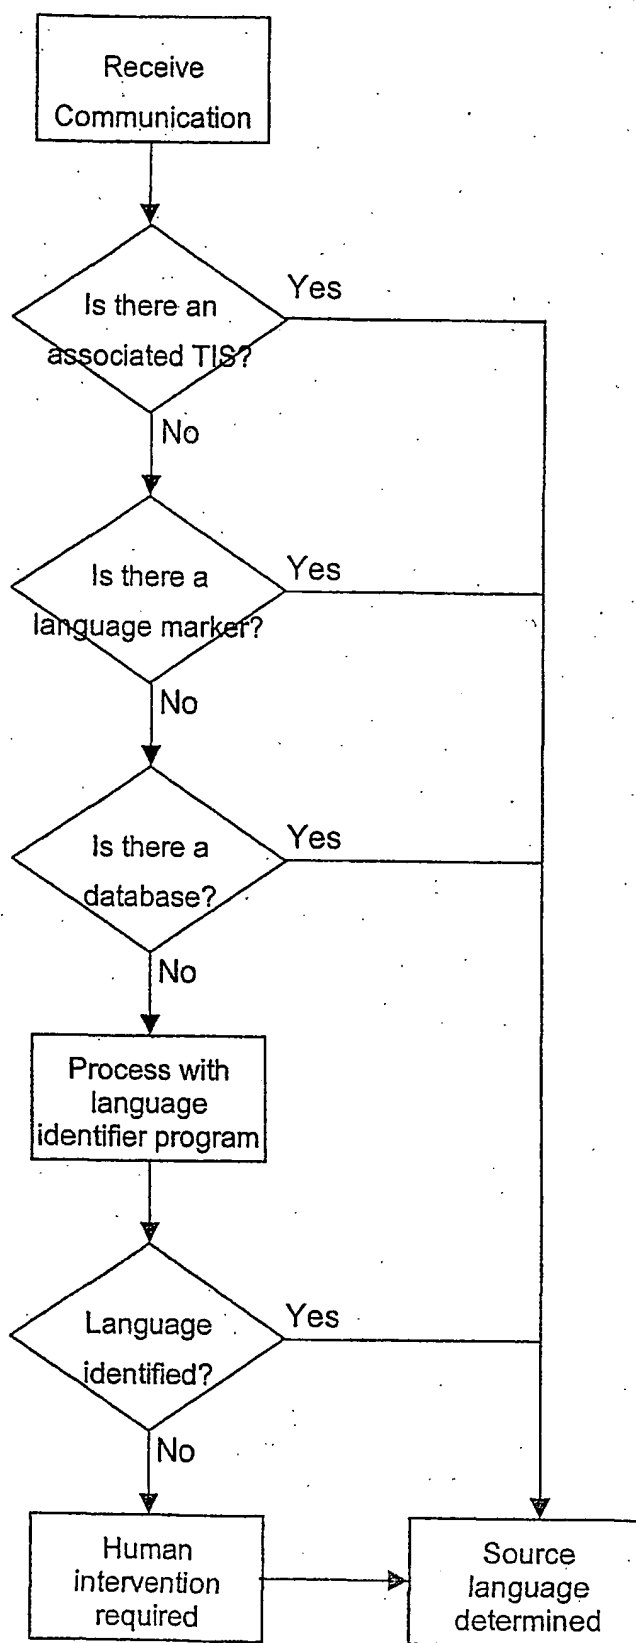 Receive
Communication
Yes
Is there an
associated TIS?
No
Yes
Is there a
language marker?
No
Yes
Is there a
database?
No
Process with
language
identifier program
Yes
Language
identified?
No
Human
intervention
required
Source
language
determined